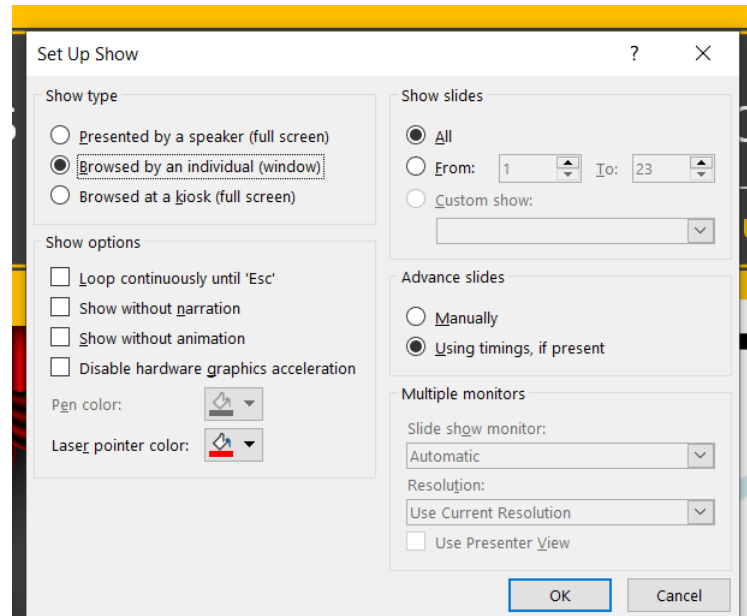 Set Up Show ?
Show type
Presented by a speaker (full screen)
Browsed by an individual (window)
Browsed at a kiosk (full screen)
Show options
Loop continuously until 'Esc'
Show without narration
Show without animation
Disable hardware graphics acceleration
Pen color:
Laser pointer color:
Show slides
All
From: 1 To: 23
Custom show:
Advance slides
Manually
Using timings, if present
Multiple monitors
Slide show monitor:
Automatic
Resolution:
Use Current Resolution
Use Presenter View
OK Cancel